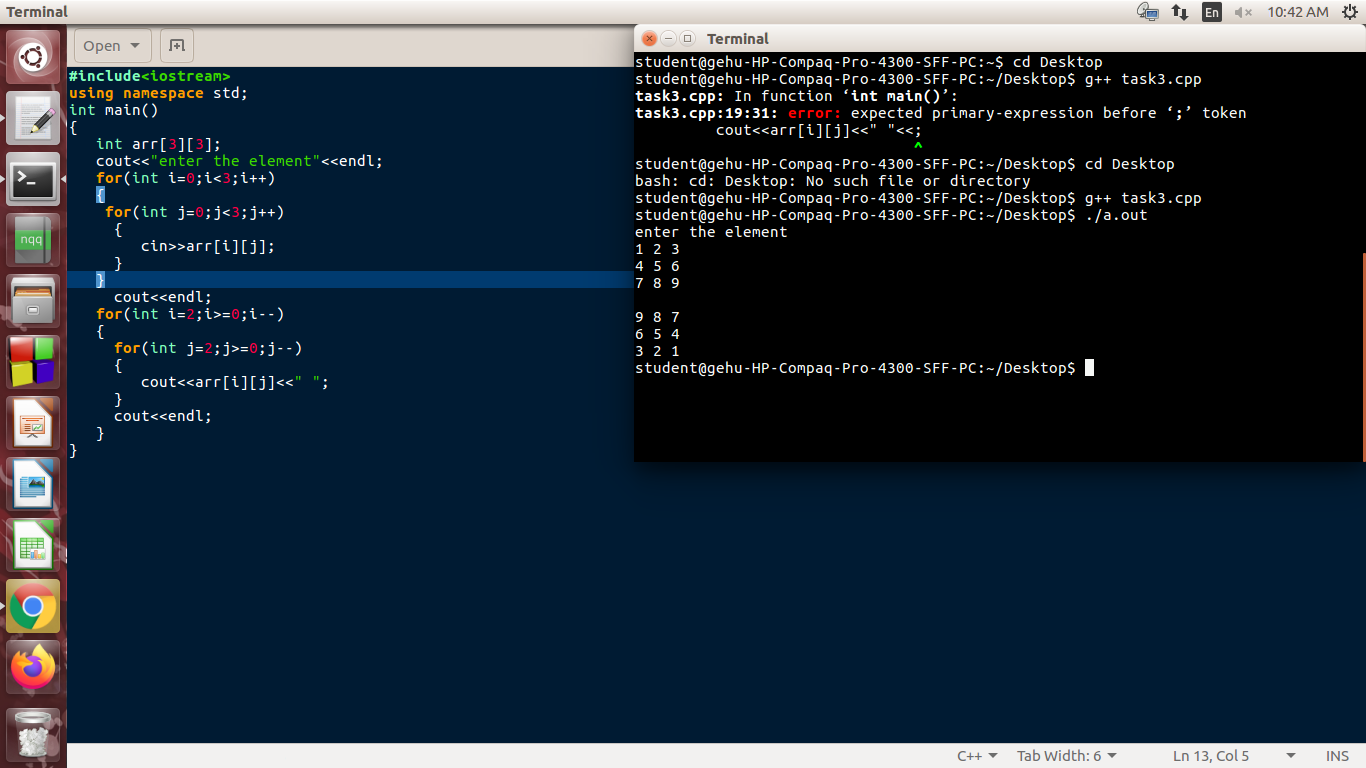 Terminal
En
10:42 AM
Open
#include<iostream>
using namespace std;
int main()
{
   int arr[3][3];
   cout<<"enter the element"<<endl;
   for(int i=0;i<3;i++)
   {
    for(int j=0;j<3;j++)
     {
        cin>>arr[i][j];
     }
   }
     cout<<endl;
   for(int i=2;i>=0;i--)
   {
     for(int j=2;j>=0;j--)
     {
        cout<<arr[i][j]<<" ";
     }
     cout<<endl;
   }
}
Terminal
student@gehu-HP-Compaq-Pro-4300-SFF-PC:~$ cd Desktop
student@gehu-HP-Compaq-Pro-4300-SFF-PC:~/Desktop$ g++ task3.cpp
task3.cpp: In function ‘int main()’:
task3.cpp:19:31: error: expected primary-expression before ‘;’ token
         cout<<arr[i][j]<<" "<<;
                               ^
student@gehu-HP-Compaq-Pro-4300-SFF-PC:~/Desktop$ cd Desktop
bash: cd: Desktop: No such file or directory
student@gehu-HP-Compaq-Pro-4300-SFF-PC:~/Desktop$ g++ task3.cpp
student@gehu-HP-Compaq-Pro-4300-SFF-PC:~/Desktop$ ./a.out
enter the element
1 2 3
4 5 6
7 8 9

9 8 7
6 5 4
3 2 1
student@gehu-HP-Compaq-Pro-4300-SFF-PC:~/Desktop$
nqq
C++ Tab Width: 6 Ln 13, Col 5 INS